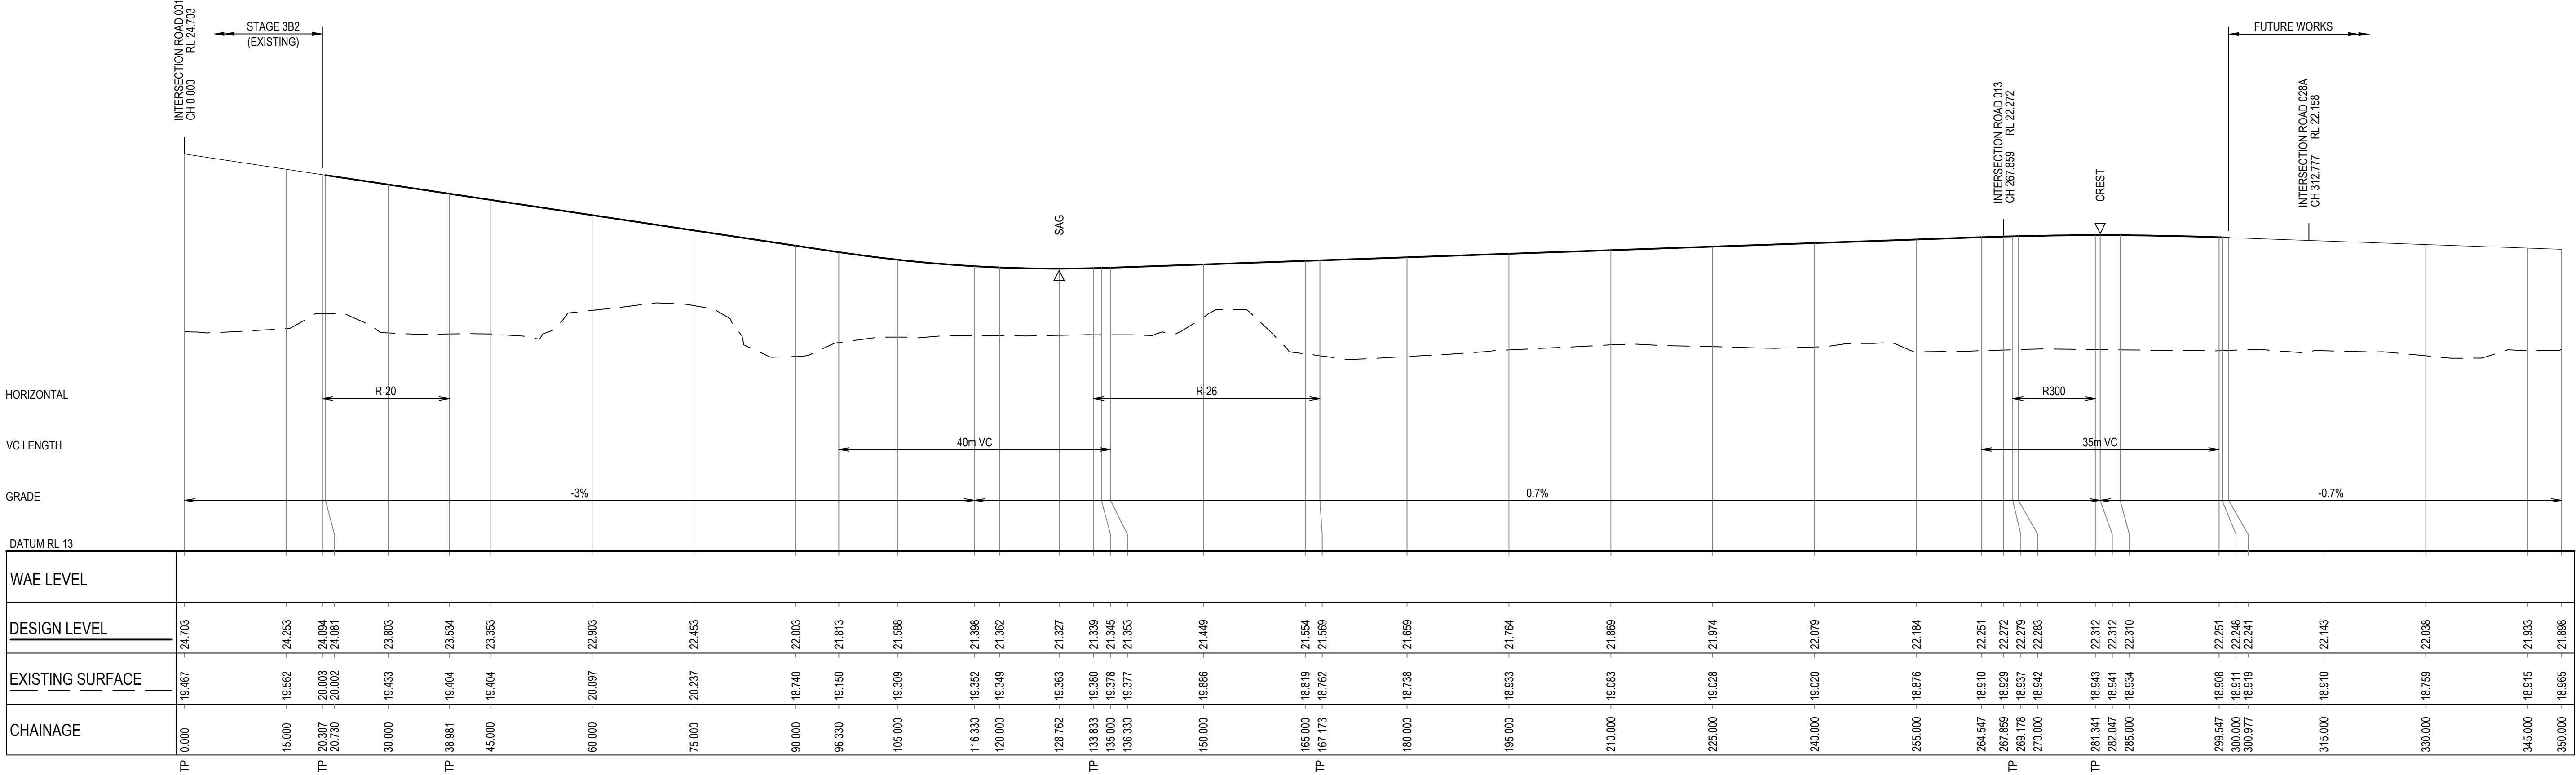 INTERSECTION ROAD 001
CH 0.000 RL 24.703
STAGE 3B2
(EXISTING)
FUTURE WORKS
INTERSECTION ROAD 013
CH 267.859 RL 22.272
CREST
INTERSECTION ROAD 028A
CH 312.777 RL 22.158
SAG
HORIZONTAL
R-20
R-26
R300
VC LENGTH
40m VC
35m VC
GRADE
-3%
0.7%
-0.7%
DATUM RL 13
WAE LEVEL
DESIGN LEVEL
24.703 24.253 24.094 24.081 23.803 23.534 23.353 22.903 22.453 22.003 21.813 21.588 21.398 21.362 21.327 21.339 21.345 21.353 21.449 21.554 21.569 21.659 21.764 21.869 21.974 22.079 22.184 22.251 22.272 22.279 22.283 22.312 22.312 22.310 22.251 22.248 22.241 22.143 22.038 21.933 21.898
EXISTING SURFACE
19.467 19.562 20.003 20.002 19.433 19.404 19.404 20.097 20.237 18.740 19.150 19.309 19.352 19.349 19.363 19.380 19.378 19.377 19.886 18.819 18.762 18.738 18.933 19.083 19.028 19.020 18.876 18.910 18.929 18.937 18.942 18.943 18.941 18.934 18.908 18.911 18.919 18.910 18.759 18.915 18.965
CHAINAGE
0.000 15.000 20.307 20.730 30.000 38.981 45.000 60.000 75.000 90.000 96.330 105.000 116.330 120.000 128.762 133.833 135.000 136.330 150.000 165.000 167.173 180.000 195.000 210.000 225.000 240.000 255.000 264.547 267.859 269.178 270.000 281.341 282.047 285.000 299.547 300.000 300.977 315.000 330.000 345.000 350.000
TP TP TP TP TP TP TP